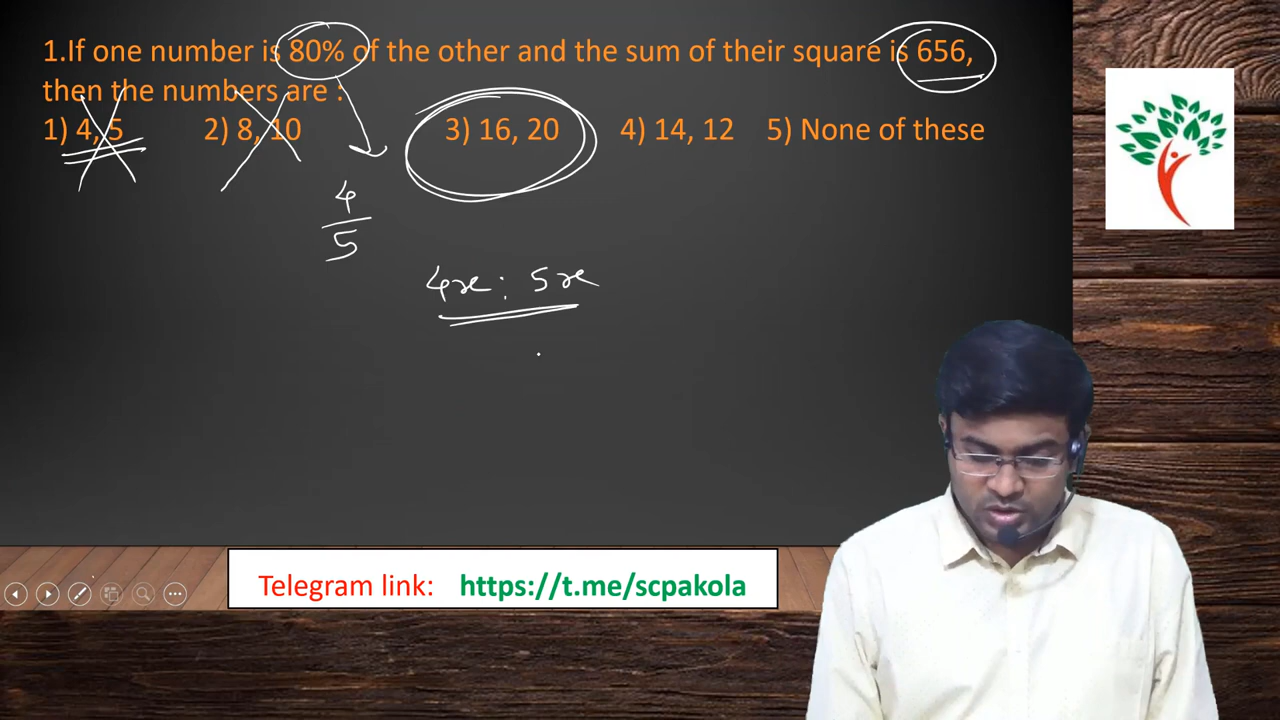 1.If one number is 80% of the other and the sum of their square is 656,
then the numbers are :
1) 4, 5 2) 8, 10 3) 16, 20 4) 14, 12 5) None of these
4
5
4x : 5x
Telegram link: https://t.me/scpakola